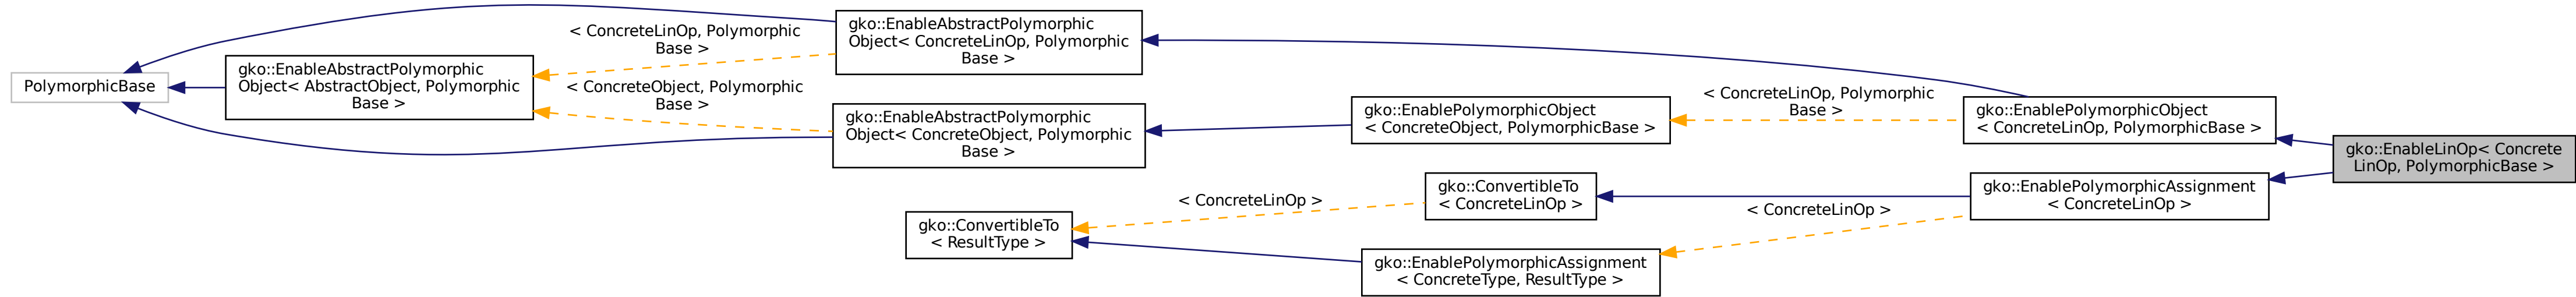 PolymorphicBase
gko::EnableAbstractPolymorphic
Object< AbstractObject, Polymorphic
Base >
< ConcreteLinOp, Polymorphic
Base >
< ConcreteObject, Polymorphic
Base >
gko::EnableAbstractPolymorphic
Object< ConcreteLinOp, Polymorphic
Base >
gko::EnableAbstractPolymorphic
Object< ConcreteObject, Polymorphic
Base >
gko::EnablePolymorphicObject
< ConcreteObject, PolymorphicBase >
< ConcreteLinOp, Polymorphic
Base >
gko::EnablePolymorphicObject
< ConcreteLinOp, PolymorphicBase >
gko::EnableLinOp< Concrete
LinOp, PolymorphicBase >
gko::ConvertibleTo
< ResultType >
< ConcreteLinOp >
gko::ConvertibleTo
< ConcreteLinOp >
< ConcreteLinOp >
gko::EnablePolymorphicAssignment
< ConcreteLinOp >
gko::EnablePolymorphicAssignment
< ConcreteType, ResultType >